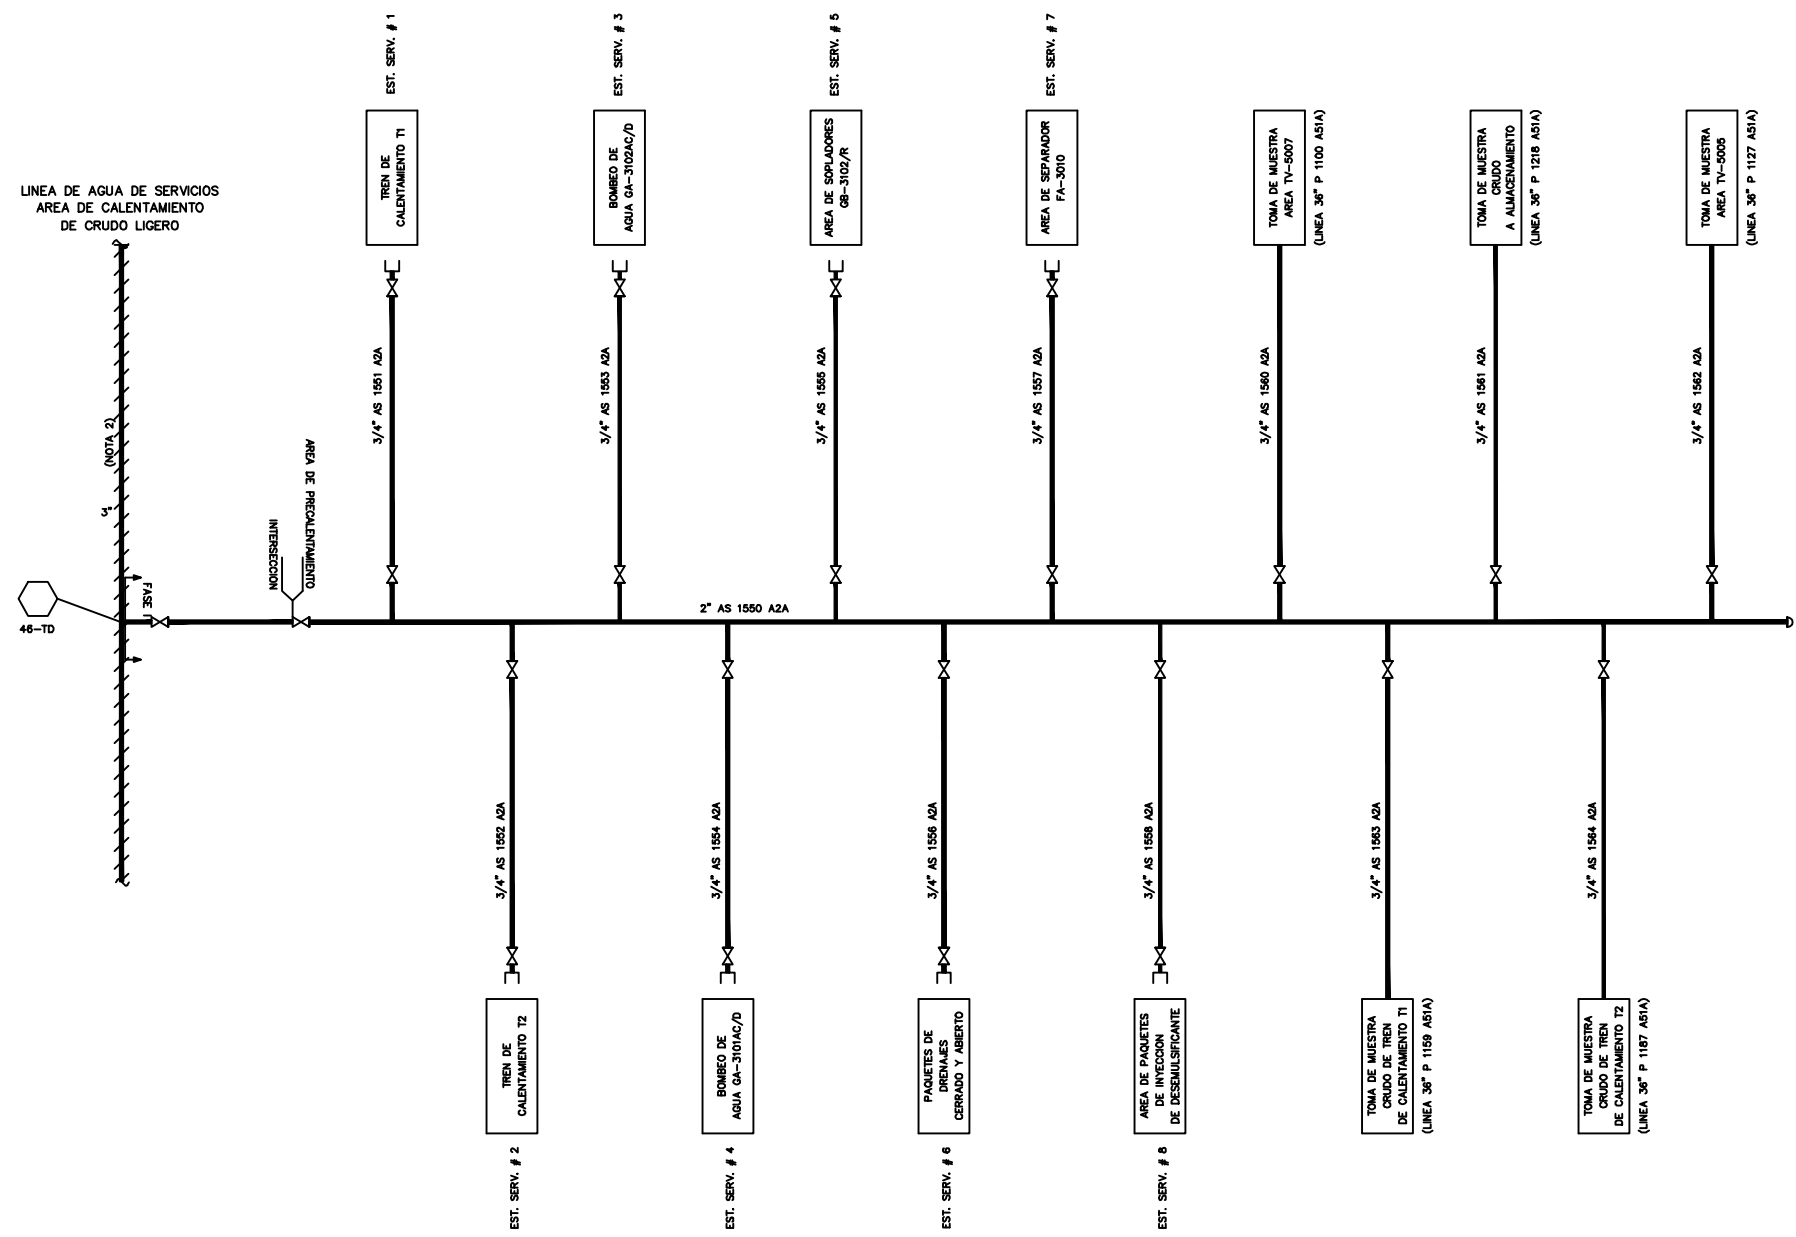 EST. SERV. # 1
EST. SERV. # 3
EST. SERV. # 5
EST. SERV. # 7
TREN DE
CALENTAMIENTO T1
BOMBEO DE
AGUA GA-3102AC/D
AREA DE SOPLADORES
GB-3102/R
AREA DE SEPARADOR
FA-3010
TOMA DE MUESTRA
AREA TV-5007
(LINEA 36" P 1100 A51A)
TOMA DE MUESTRA
CRUDO
A ALMACENAMIENTO
(LINEA 36" P 1218 A51A)
TOMA DE MUESTRA
AREA TV-5005
(LINEA 36" P 1127 A51A)
LINEA DE AGUA DE SERVICIOS
AREA DE CALENTAMIENTO
DE CRUDO LIGERO
(NOTA 2)
3"
3/4" AS 1551 A2A
3/4" AS 1553 A2A
3/4" AS 1555 A2A
3/4" AS 1557 A2A
3/4" AS 1560 A2A
3/4" AS 1561 A2A
3/4" AS 1562 A2A
AREA DE PRECALENTAMIENTO
INTERSECCION
FASE I
46-TD
2" AS 1550 A2A
3/4" AS 1552 A2A
3/4" AS 1554 A2A
3/4" AS 1556 A2A
3/4" AS 1558 A2A
3/4" AS 1563 A2A
3/4" AS 1564 A2A
TREN DE
CALENTAMIENTO T2
BOMBEO DE
AGUA GA-3101AC/D
PAQUETES DE
DRENAJES
CERRADO Y ABIERTO
AREA DE PAQUETES
DE INYECCION
DE DESEMULSIFICANTE
TOMA DE MUESTRA
CRUDO DE TREN
DE CALENTAMIENTO T1
(LINEA 36" P 1159 A51A)
TOMA DE MUESTRA
CRUDO DE TREN
DE CALENTAMIENTO T2
(LINEA 36" P 1187 A51A)
EST. SERV. # 2
EST. SERV. # 4
EST. SERV. # 6
EST. SERV. # 8